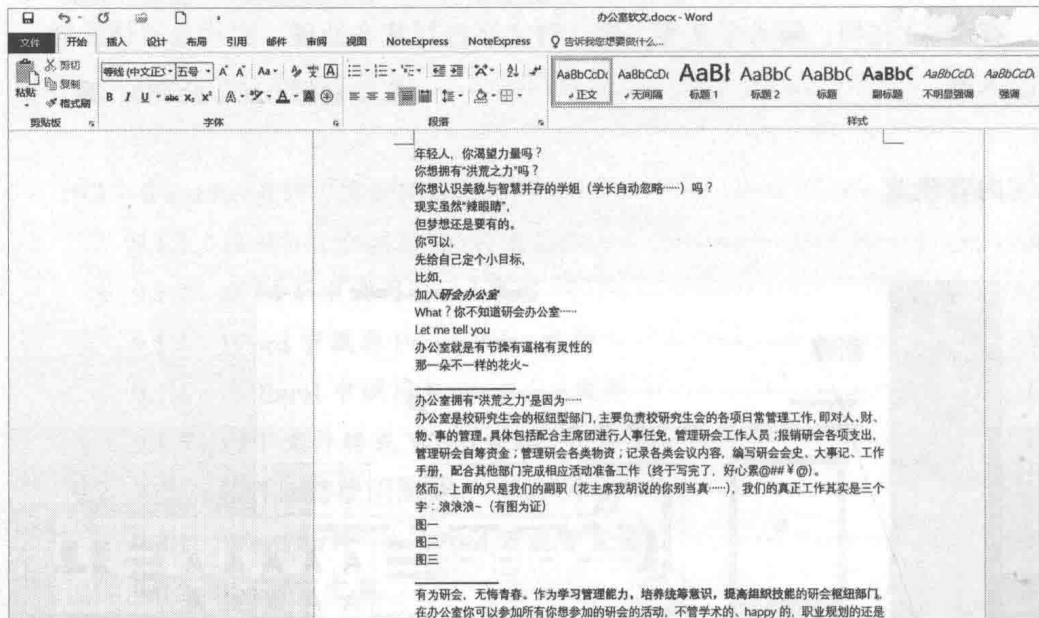 办公室软文.docx - Word
文件 开始 插入 设计 布局 引用 邮件 审阅 视图 NoteExpress NoteExpress 告诉我您想要做什么...
剪切
复制
粘贴 格式刷
等线 (中文正文 五号
AaBbCcDc AaBbCcDc AaBl AaBbC AaBbC AaBbC AaBbCcDc AaBbCcDc
正文 无间隔 标题 1 标题 2 标题 副标题 不明显强调 强调
剪贴板 字体 段落 样式
年轻人，你渴望力量吗？
你想拥有“洪荒之力”吗？
你想认识美貌与智慧并存的学姐（学长自动忽略……）吗？
现实虽然“辣眼睛”，
但梦想还是要有的。
你可以，
先给自己定个小目标，
比如，
加入研会办公室
What？你不知道研会办公室……
Let me tell you
办公室就是有节操有逼格有灵性的
那一朵不一样的花火~
办公室拥有“洪荒之力”是因为……
办公室是校研究生会的枢纽型部门，主要负责校研究生会的各项日常管理工作，即对人、财、
物、事的管理。具体包括配合主席团进行人事任免，管理研会工作人员；报销研会各项支出，
管理研会自筹资金；管理研会各类物资；记录各类会议内容，编写研会会史、大事记、工作
手册，配合其他部门完成相应活动准备工作（终于写完了，好心累@##￥@）。
然而，上面的只是我们的副职（花主席我胡说的你别当真……），我们的真正工作其实是三个
字：浪浪浪~（有图为证）
图一
图二
图三
有为研会，无悔青春。作为学习管理能力，培养统筹意识，提高组织技能的研会枢纽部门，
在办公室你可以参加所有你想参加的研会的活动，不管学术的、happy 的，职业规划的还是